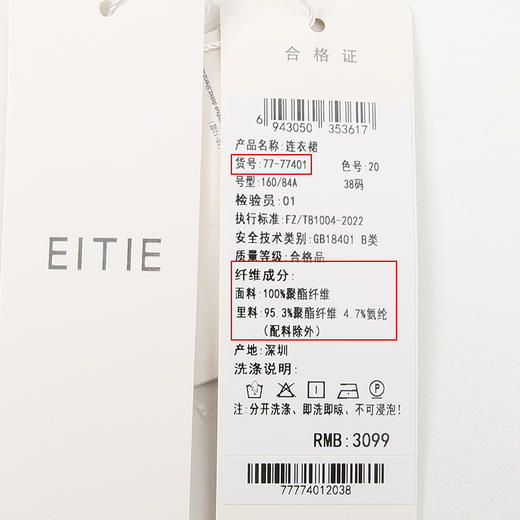 EITIE
合格证
6 943050 353617
产品名称:连衣裙
货号:77-77401 色号:20
号型:160/84A 38码
检验员:01
执行标准:FZ/T81004-2022
安全技术类别:GB18401 B类
质量等级:合格品
纤维成分:
面料:100%聚酯纤维
里料:95.3%聚酯纤维 4.7%氨纶
(配料除外)
产地:深圳
洗涤说明:
注:分开洗涤、即洗即晾、不可浸泡!
RMB:3099
77774012038